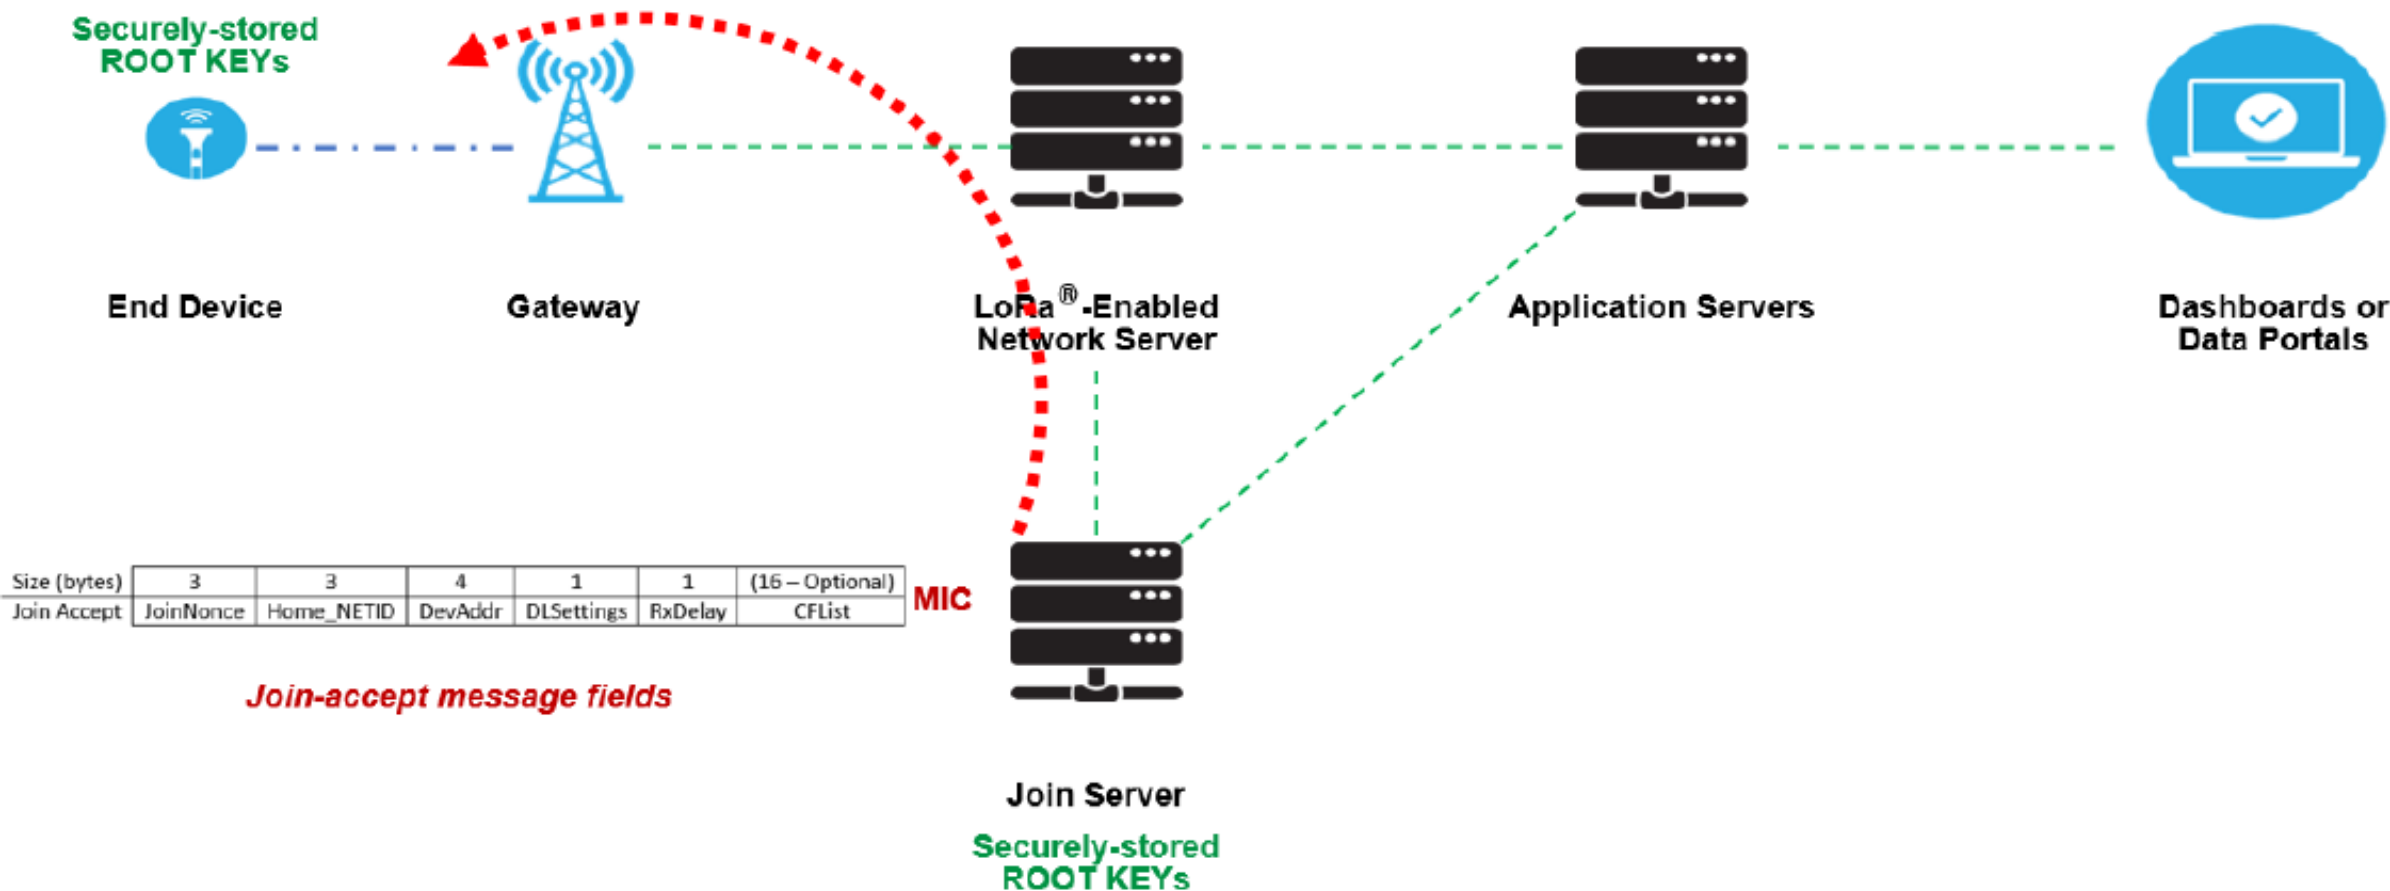 Securely-stored
ROOT KEYs
End Device
Gateway
LoRa®-Enabled
Network Server
Application Servers
Dashboards or
Data Portals
Size (bytes) 3 3 4 1 1 (16 – Optional)
Join Accept JoinNonce Home_NETID DevAddr DLSettings RxDelay CFList
MIC
Join-accept message fields
Join Server
Securely-stored
ROOT KEYs